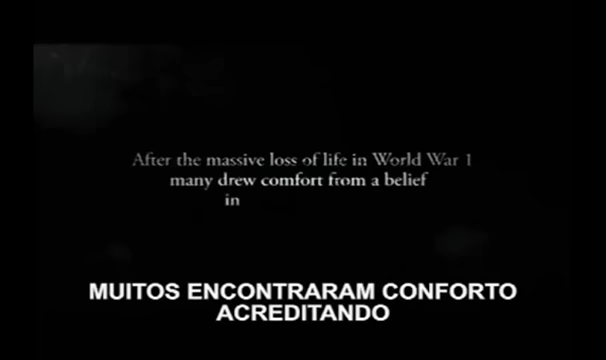 After the massive loss of life in World War 1
many drew comfort from a belief
in
MUITOS ENCONTRARAM CONFORTO
ACREDITANDO